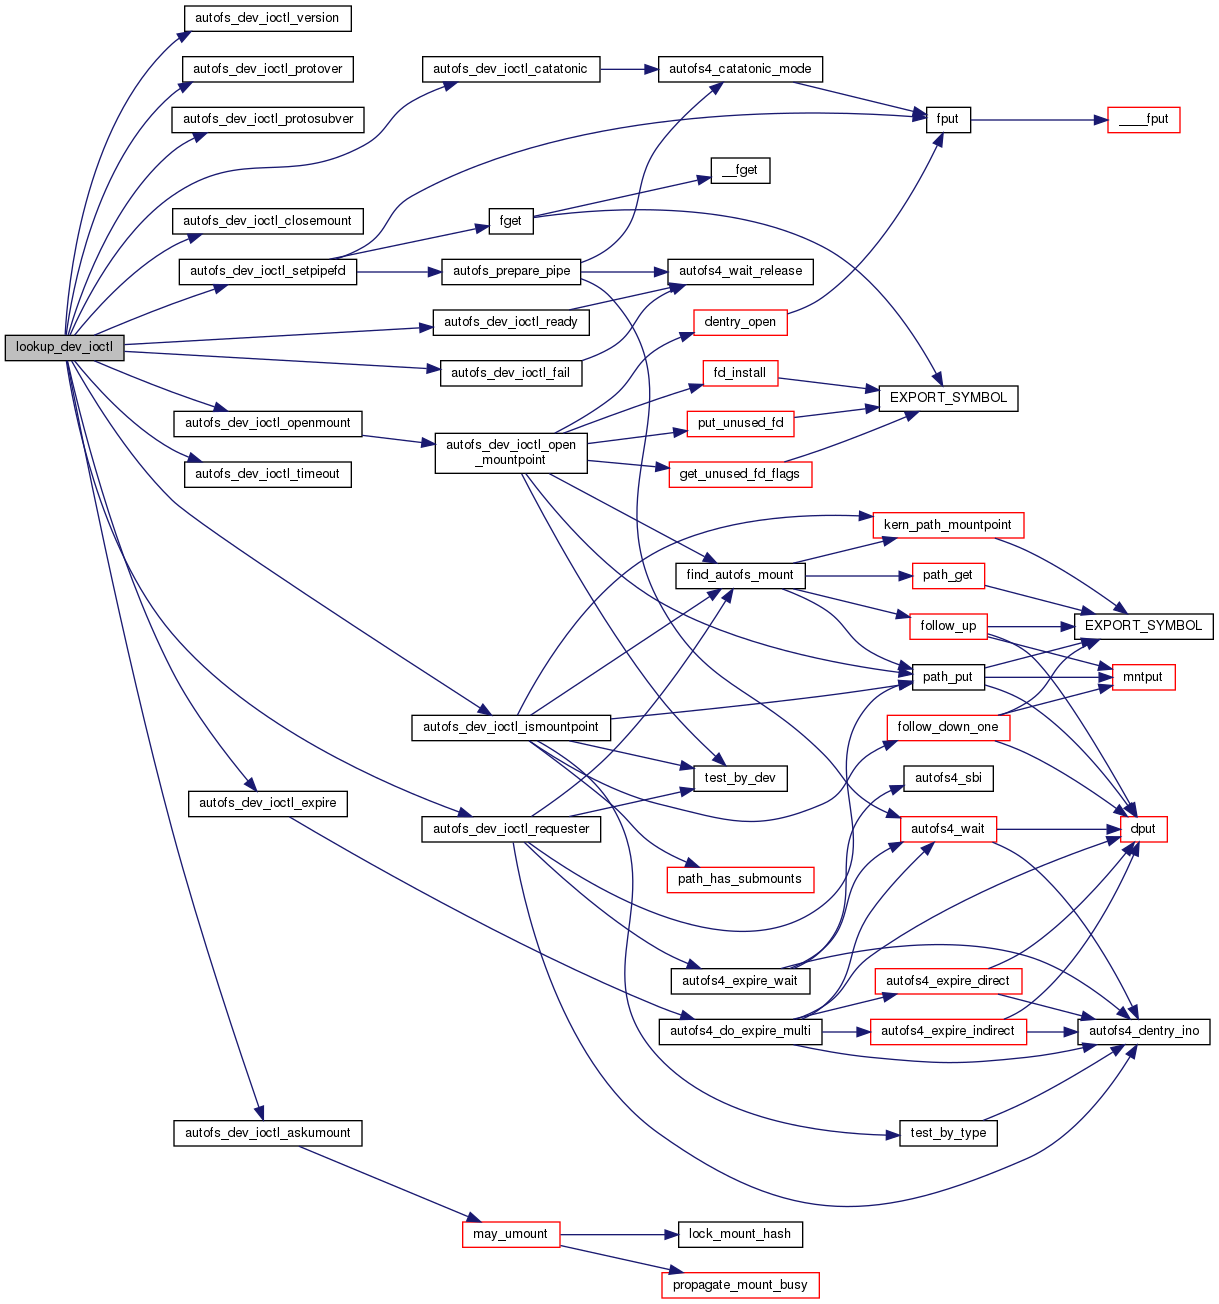 autofs_dev_ioctl_version
autofs_dev_ioctl_protover
autofs_dev_ioctl_catatonic
autofs4_catatonic_mode
autofs_dev_ioctl_protosubver
fput
____fput
__fget
autofs_dev_ioctl_closemount
fget
autofs_dev_ioctl_setpipefd
autofs_prepare_pipe
autofs4_wait_release
autofs_dev_ioctl_ready
dentry_open
lookup_dev_ioctl
autofs_dev_ioctl_fail
fd_install
EXPORT_SYMBOL
autofs_dev_ioctl_openmount
put_unused_fd
autofs_dev_ioctl_open
_mountpoint
autofs_dev_ioctl_timeout
get_unused_fd_flags
kern_path_mountpoint
find_autofs_mount
path_get
follow_up
EXPORT_SYMBOL
path_put
mntput
autofs_dev_ioctl_ismountpoint
follow_down_one
test_by_dev
autofs4_sbi
autofs_dev_ioctl_expire
autofs_dev_ioctl_requester
autofs4_wait
dput
path_has_submounts
autofs4_expire_wait
autofs4_expire_direct
autofs4_do_expire_multi
autofs4_expire_indirect
autofs4_dentry_ino
autofs_dev_ioctl_askumount
test_by_type
may_umount
lock_mount_hash
propagate_mount_busy